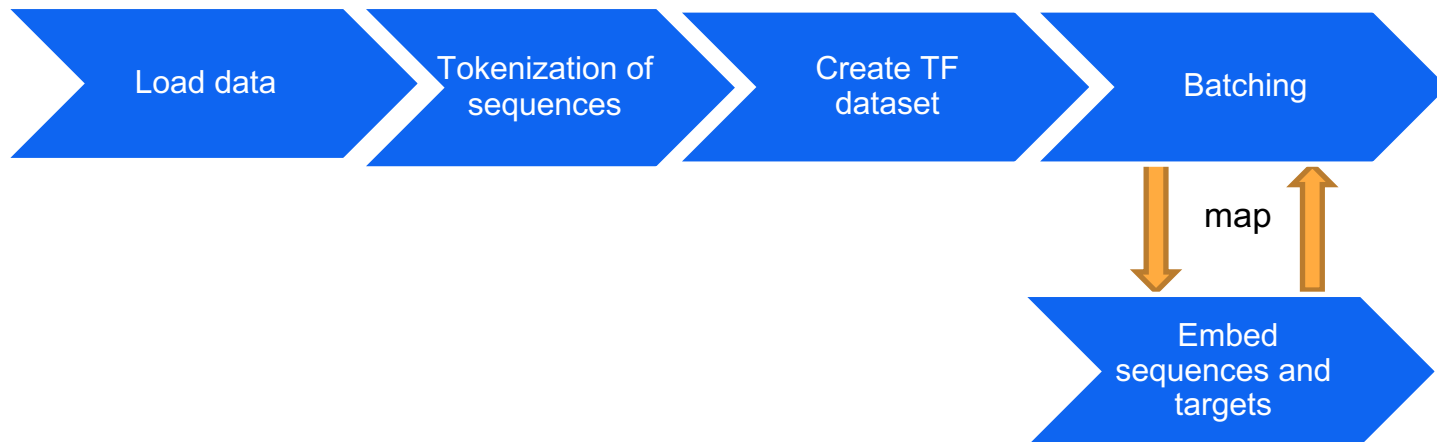 Load data
Tokenization of
sequences
Create TF
dataset
Batching
map
Embed
sequences and
targets